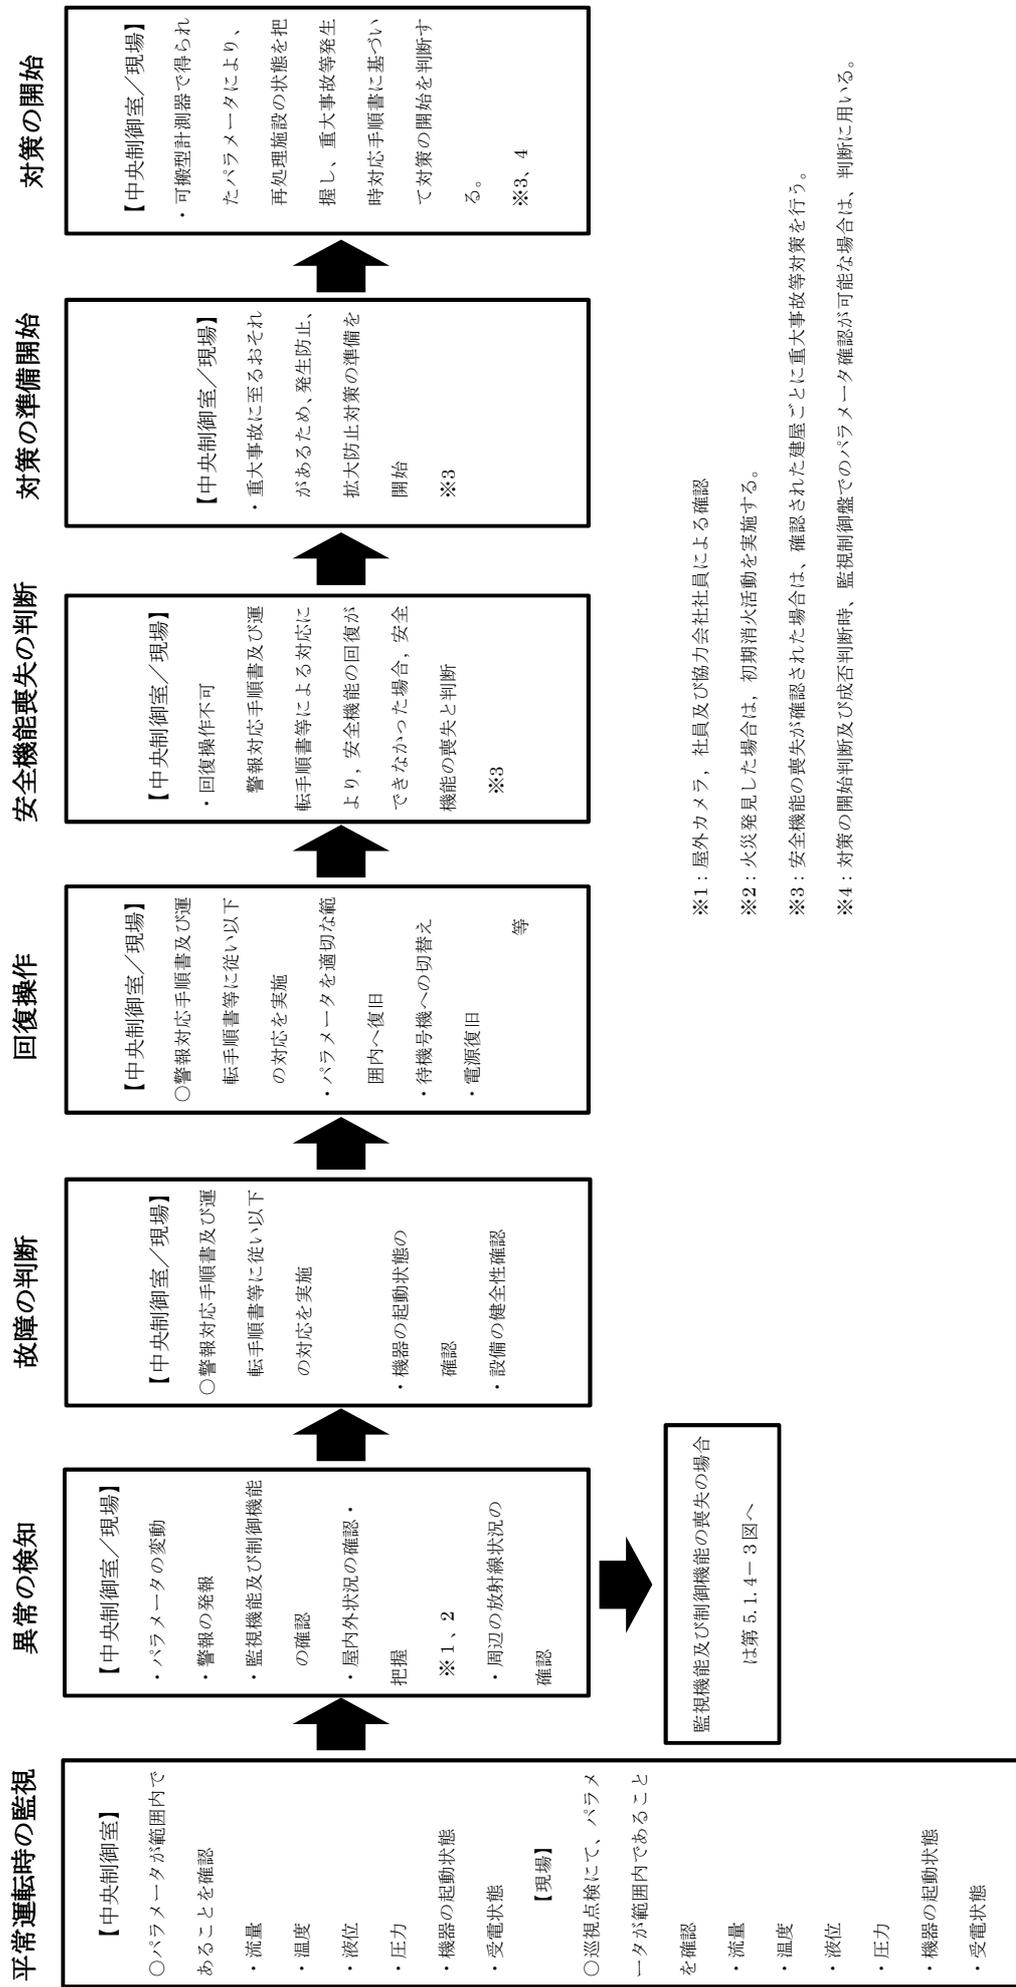 平常運転時の監視
【中央制御室】
○パラメータが範囲内で
あることを確認
・流量
・温度
・液位
・圧力
・機器の起動状態
・受電状態
【現場】
○巡視点検にて、パラメ
ータが範囲内であること
を確認
・流量
・温度
・液位
・圧力
・機器の起動状態
・受電状態
異常の検知
【中央制御室／現場】
・パラメータの変動
・警報の発報
・監視機能及び制御機能
の確認
・屋内外状況の確認・
把握
※１、２
・周辺の放射線状況の
確認
監視機能及び制御機能の喪失の場合
は第 5.1.4－３図へ
故障の判断
【中央制御室／現場】
○警報対応手順書及び運
転手順書等に従い以下
の対応を実施
・機器の起動状態の
確認
・設備の健全性確認
回復操作
【中央制御室／現場】
○警報対応手順書及び運
転手順書等に従い以下
の対応を実施
・パラメータを適切な範
囲内へ復旧
・待機号機への切替え
・電源復旧
等
安全機能喪失の判断
【中央制御室／現場】
・回復操作不可
警報対応手順書及び運
転手順書等による対応に
より，安全機能の回復が
できなかった場合，安全
機能の喪失と判断
※3
対策の準備開始
【中央制御室／現場】
・重大事故に至るおそれ
があるため、発生防止、
拡大防止対策の準備を
開始
※3
対策の開始
【中央制御室／現場】
・可搬型計測器で得られ
たパラメータにより、
再処理施設の状態を把
握し、重大事故等発生
時対応手順書に基づい
て対策の開始を判断す
る。
※3、4
※1：屋外カメラ，社員及び協力会社社員による確認
※2：火災発見した場合は，初期消火活動を実施する。
※3：安全機能の喪失が確認された場合は、確認された建屋ごとに重大事故等対策を行う。
※4：対策の開始判断及び成否判断時、監視制御盤でのパラメータ確認が可能な場合は、判断に用いる。